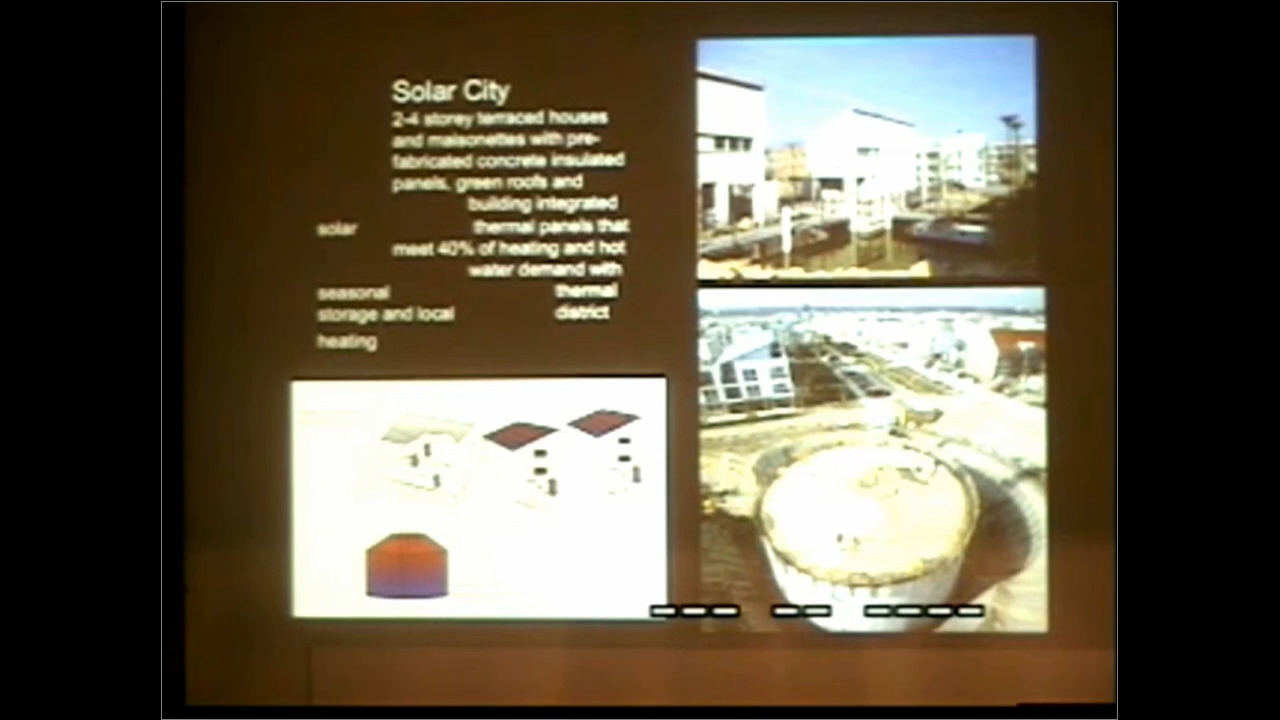 Solar City
2-4 storey terraced houses
and maisonettes with pre-
fabricated concrete insulated
panels, green roofs and
building integrated
solar thermal panels that
meet 40% of heating and hot
water demand with
seasonal thermal
storage and local district
heating